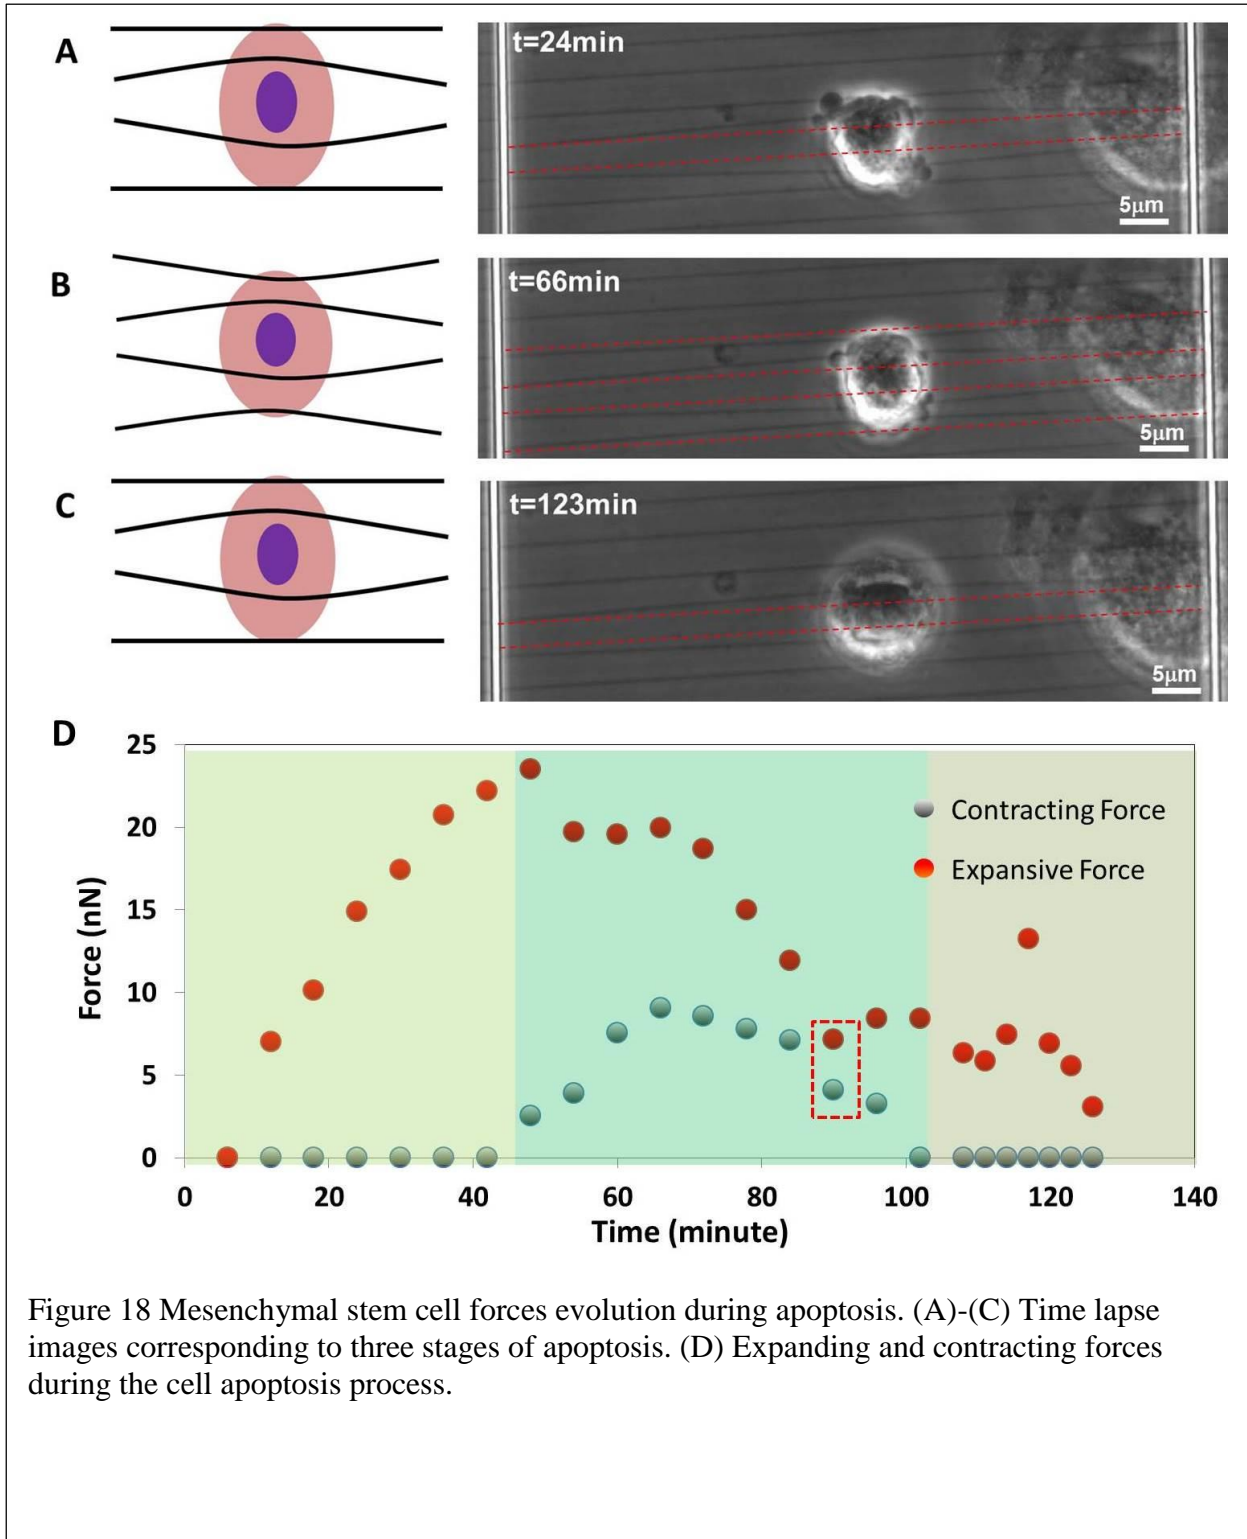 A
t=24min
5μm
B
t=66min
5μm
C
t=123min
5μm
D
25
20
15
10
5
0
Force (nN)
Contracting Force
Expansive Force
0 20 40 60 80 100 120 140
Time (minute)
Figure 18 Mesenchymal stem cell forces evolution during apoptosis. (A)-(C) Time lapse
images corresponding to three stages of apoptosis. (D) Expanding and contracting forces
during the cell apoptosis process.